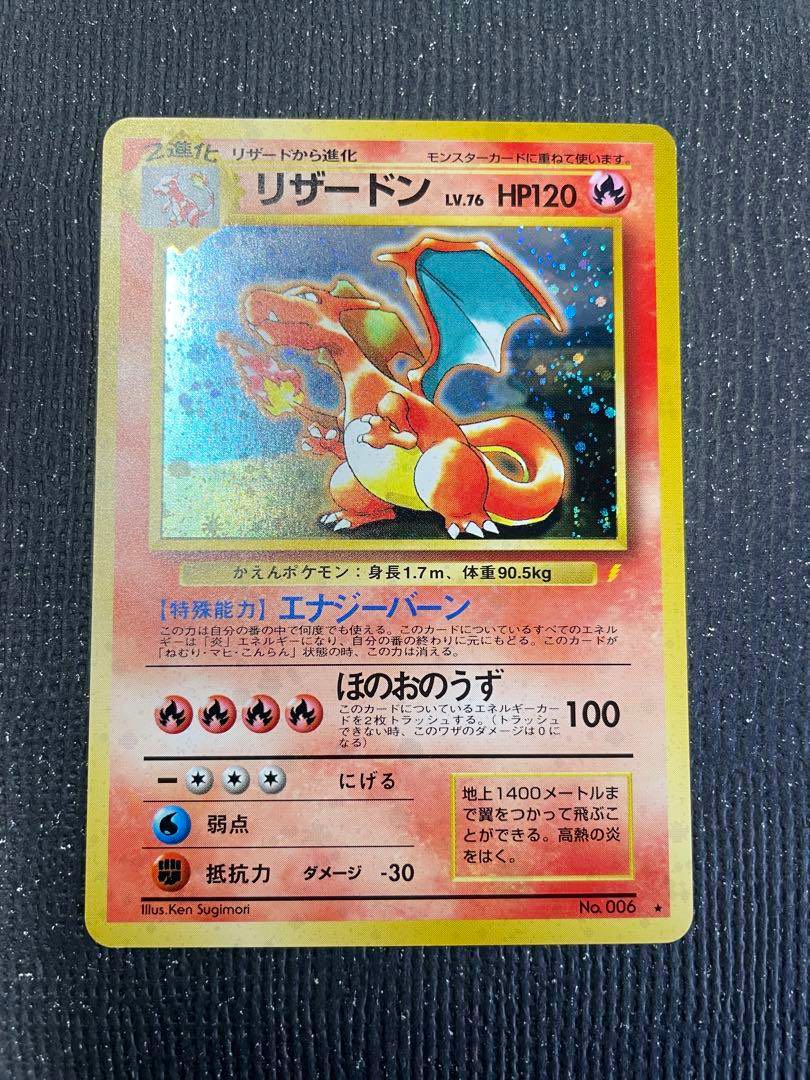 2進化 リザードから進化 モンスターカードに重ねて使います。
リザードン LV.76 HP120
かえんポケモン：身長1.7m、体重90.5kg
【特殊能力】エナジーバーン
この力は自分の番の中で何度でも使える。このカードについているすべてのエネル
ギーは「炎」エネルギーになり、自分の番の終わりに元にもどる。このカードが
「ねむり・マヒ・こんらん」状態の時、この力は消える。
ほのおのうず
このカードについているエネルギーカー
ドを2枚トラッシュする。（トラッシュ
できない時、このワザのダメージは0に
なる）
100
にげる
弱点
抵抗力 ダメージ -30
地上1400メートルま
で翼をつかって飛ぶこ
とができる。高熱の炎
をはく。
Illus.Ken Sugimori No. 006